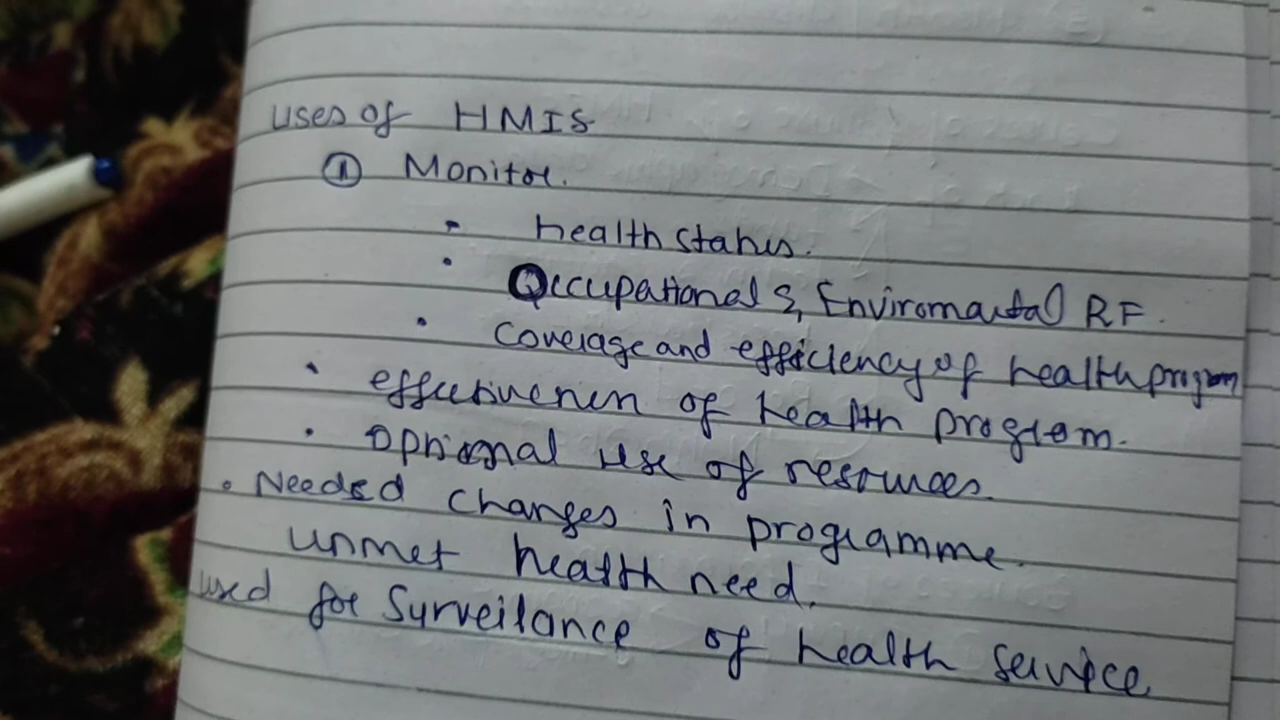 Uses of HMIS
① Monitor.
• health status.
• Occupational & Enviromental RF.
• Coverage and efficiency of health program
• effectiveness of health program.
• Optional use of resources.
• Needed changes in programme.
unmet health need.
used for Surveilance of health service